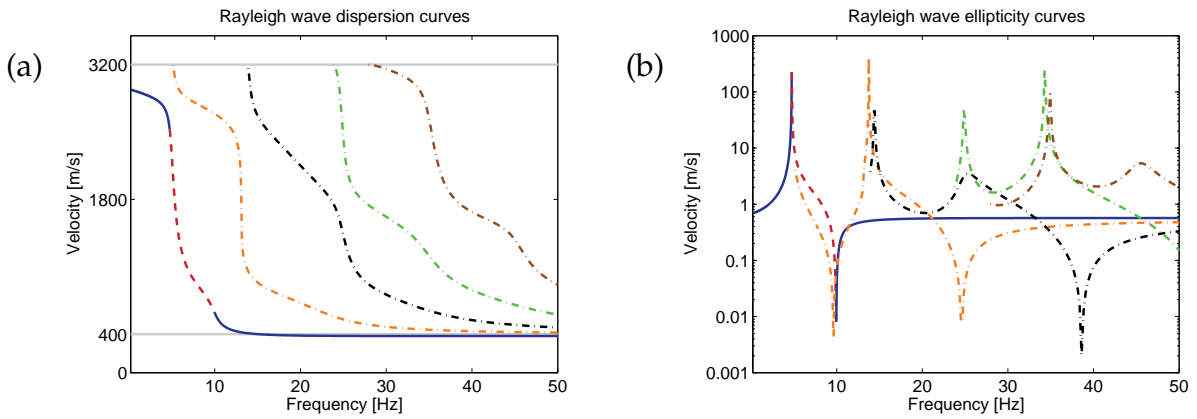 (a)
Rayleigh wave dispersion curves
Velocity [m/s]
3200
1800
400
0
10 20 30 40 50
Frequency [Hz]
(b)
Rayleigh wave ellipticity curves
Velocity [m/s]
1000
100
10
1
0.1
0.01
0.001
10 20 30 40 50
Frequency [Hz]